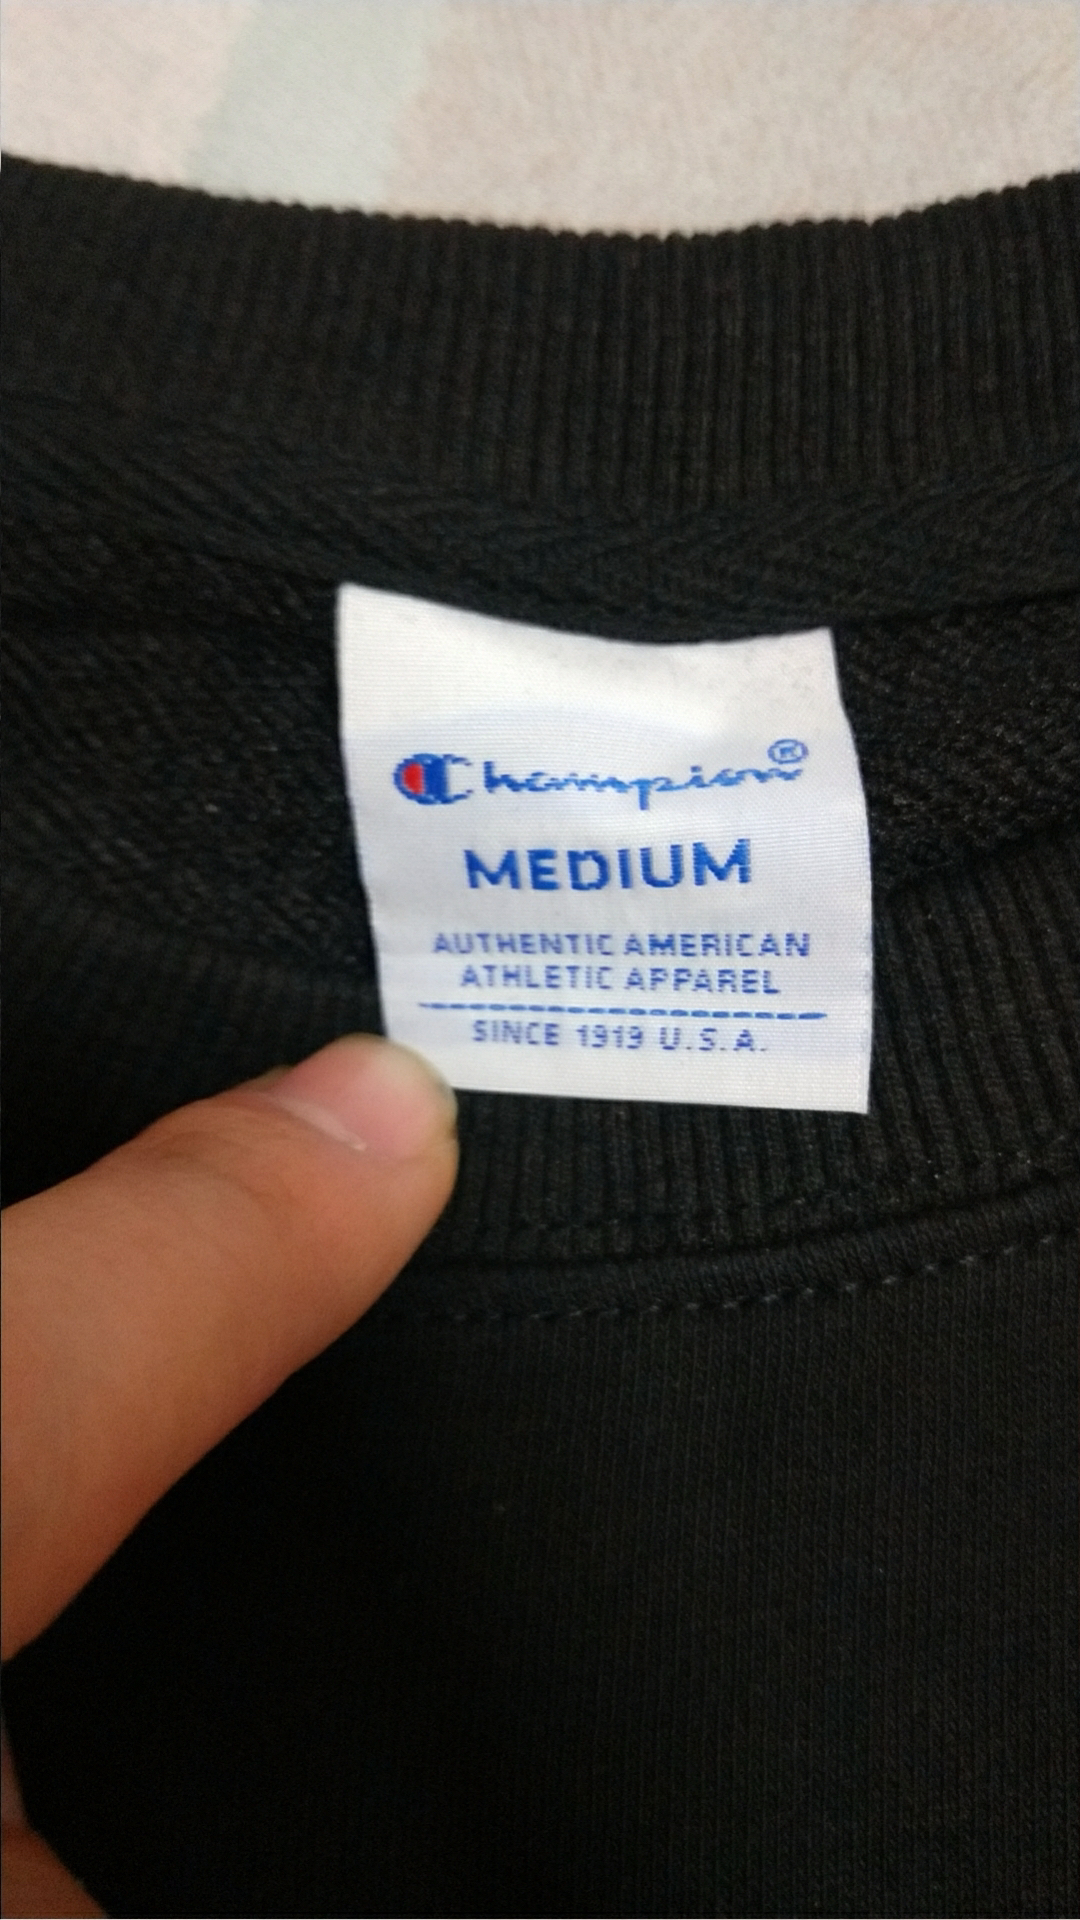 Champion®
MEDIUM
AUTHENTIC AMERICAN
ATHLETIC APPAREL
SINCE 1919 U.S.A.